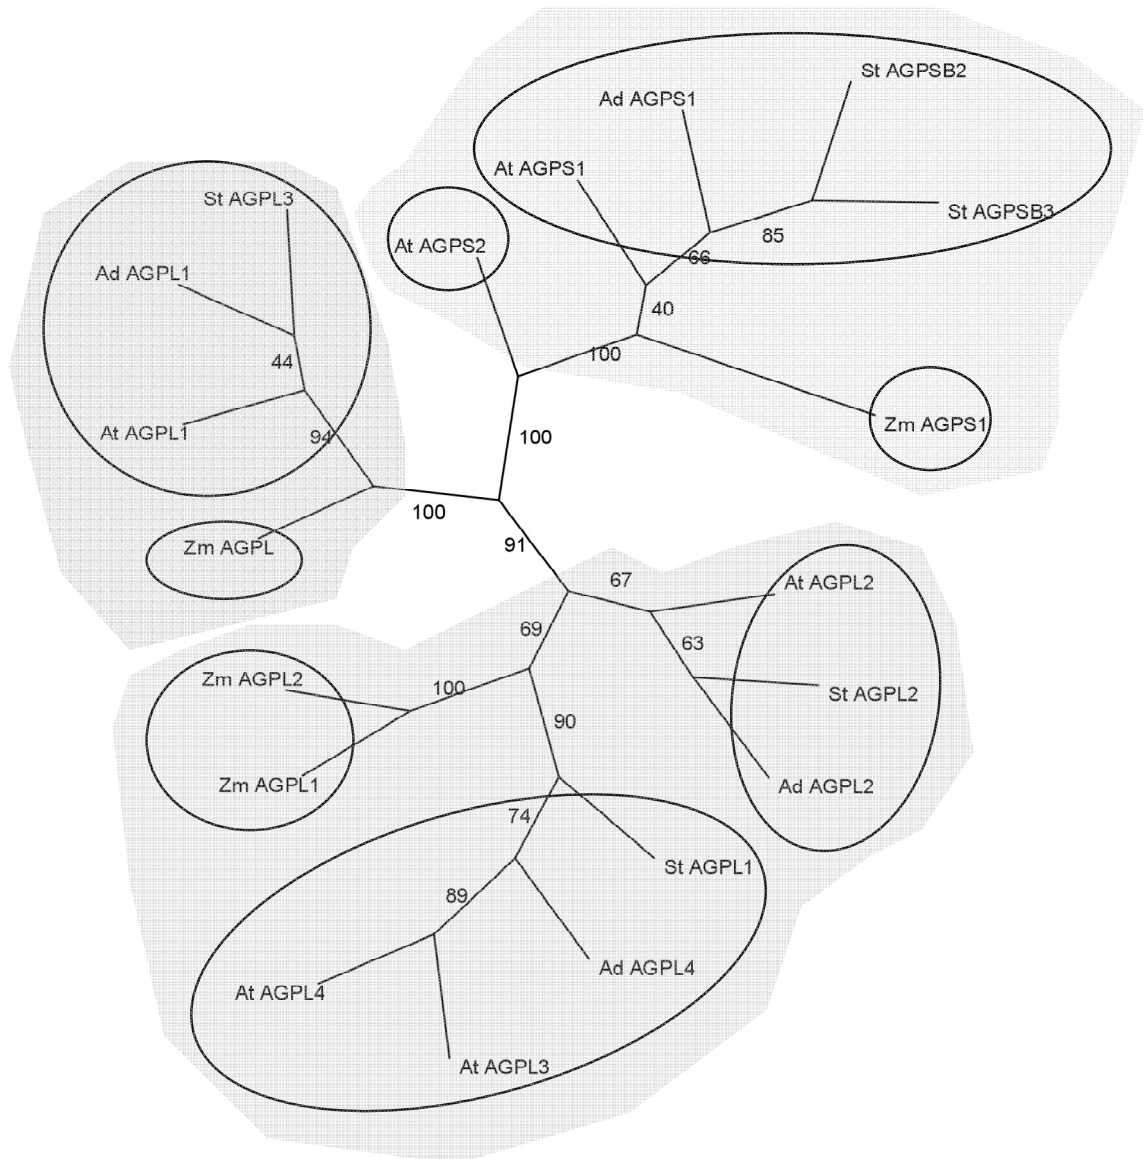 St AGPSB2
Ad AGPS1
At AGPS1
St AGPL3
St AGPSB3
85
At AGPS2
66
Ad AGPL1
40
100
44
Zm AGPS1
At AGPL1
94
100
100
91
Zm AGPL
67
At AGPL2
69
63
Zm AGPL2
100
St AGPL2
90
Zm AGPL1
Ad AGPL2
74
St AGPL1
89
Ad AGPL4
At AGPL4
At AGPL3